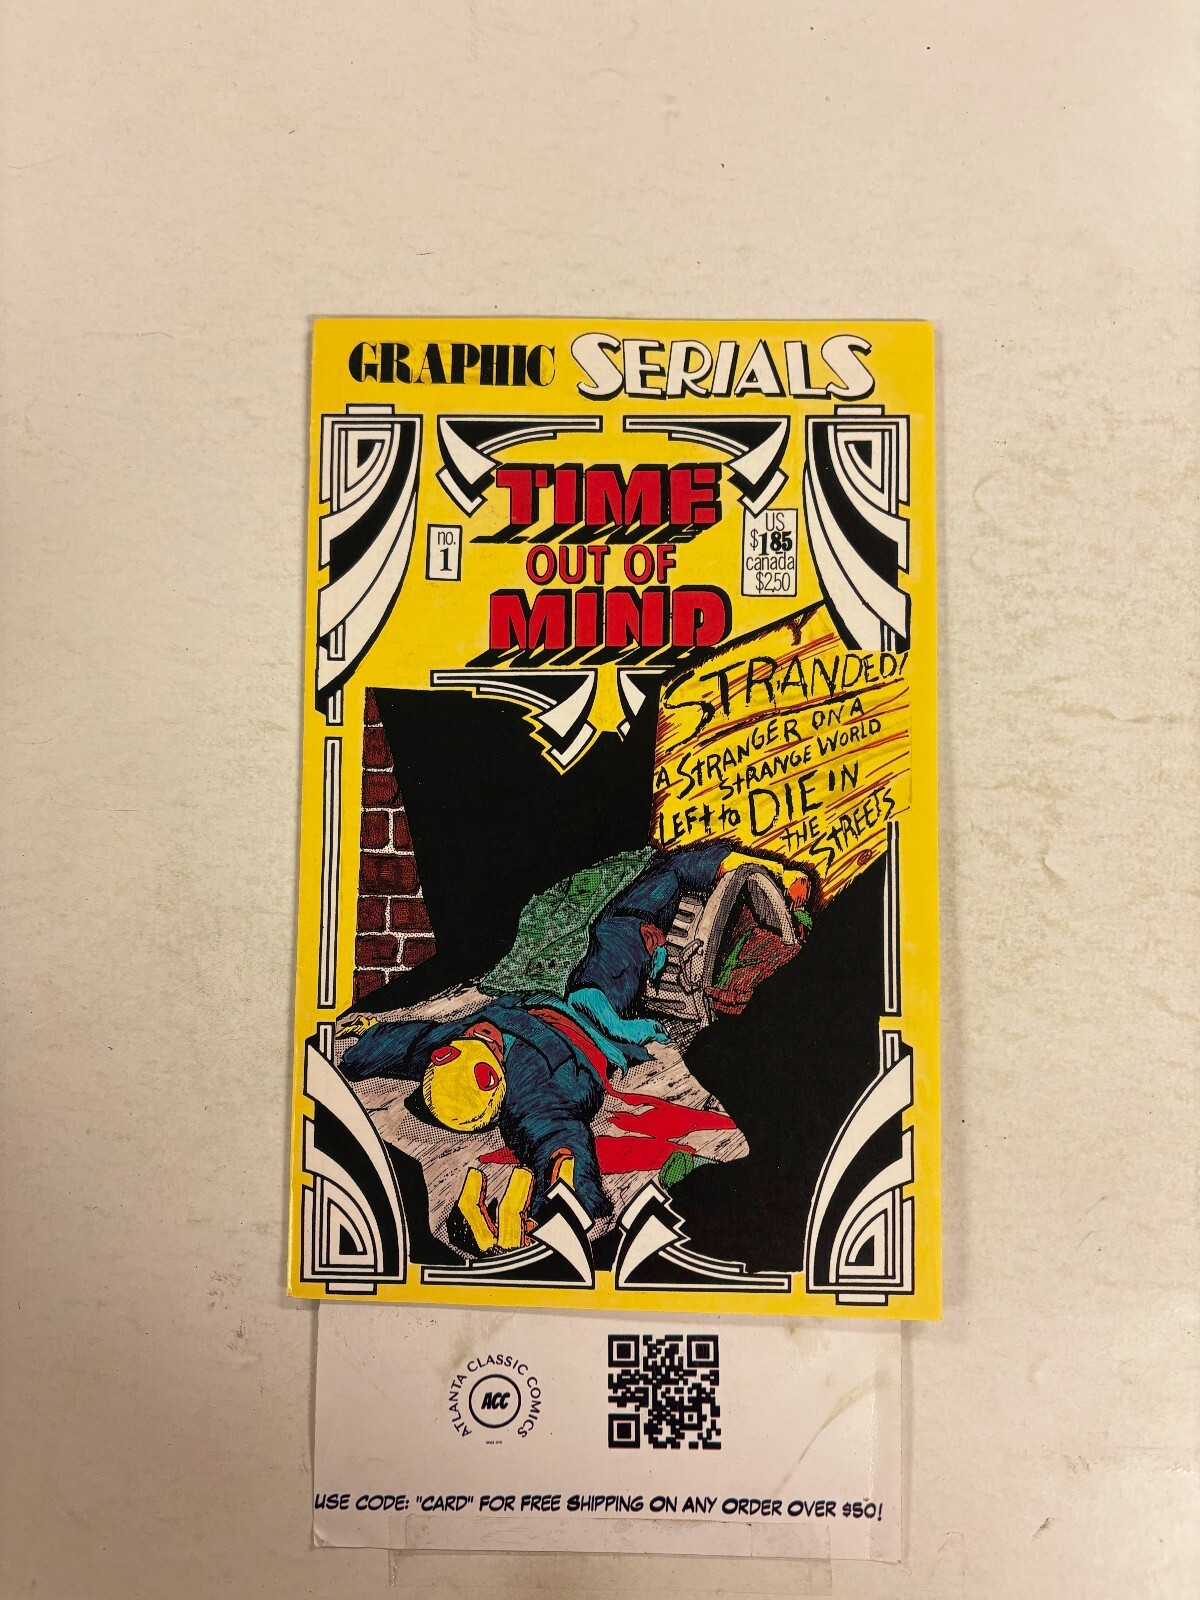 GRAPHIC SERIALS
TIME
OUT OF
MIND
no.
1
US
$1.85
canada
$2.50
STRANDED!
A STRANGER ON A
STRANGE WORLD
LEFT to DIE IN
THE STREETS
ATLANTA CLASSIC COMICS
ACC
USE CODE: "CARD" FOR FREE SHIPPING ON ANY ORDER OVER $50!